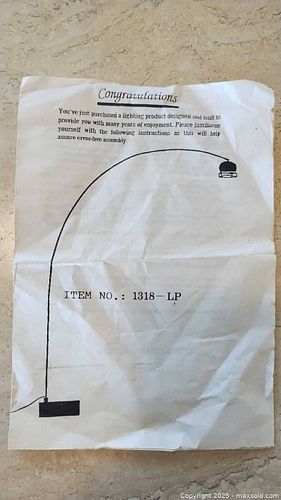 Congratulations
You've just purchased a lighting product designed and built to
provide you with many years of enjoyment. Please familiarize
yourself with the following instructions as this will help
assure error-free assembly.
ITEM NO.: 1318-LP
Copyright © 2025 - maxsold.com